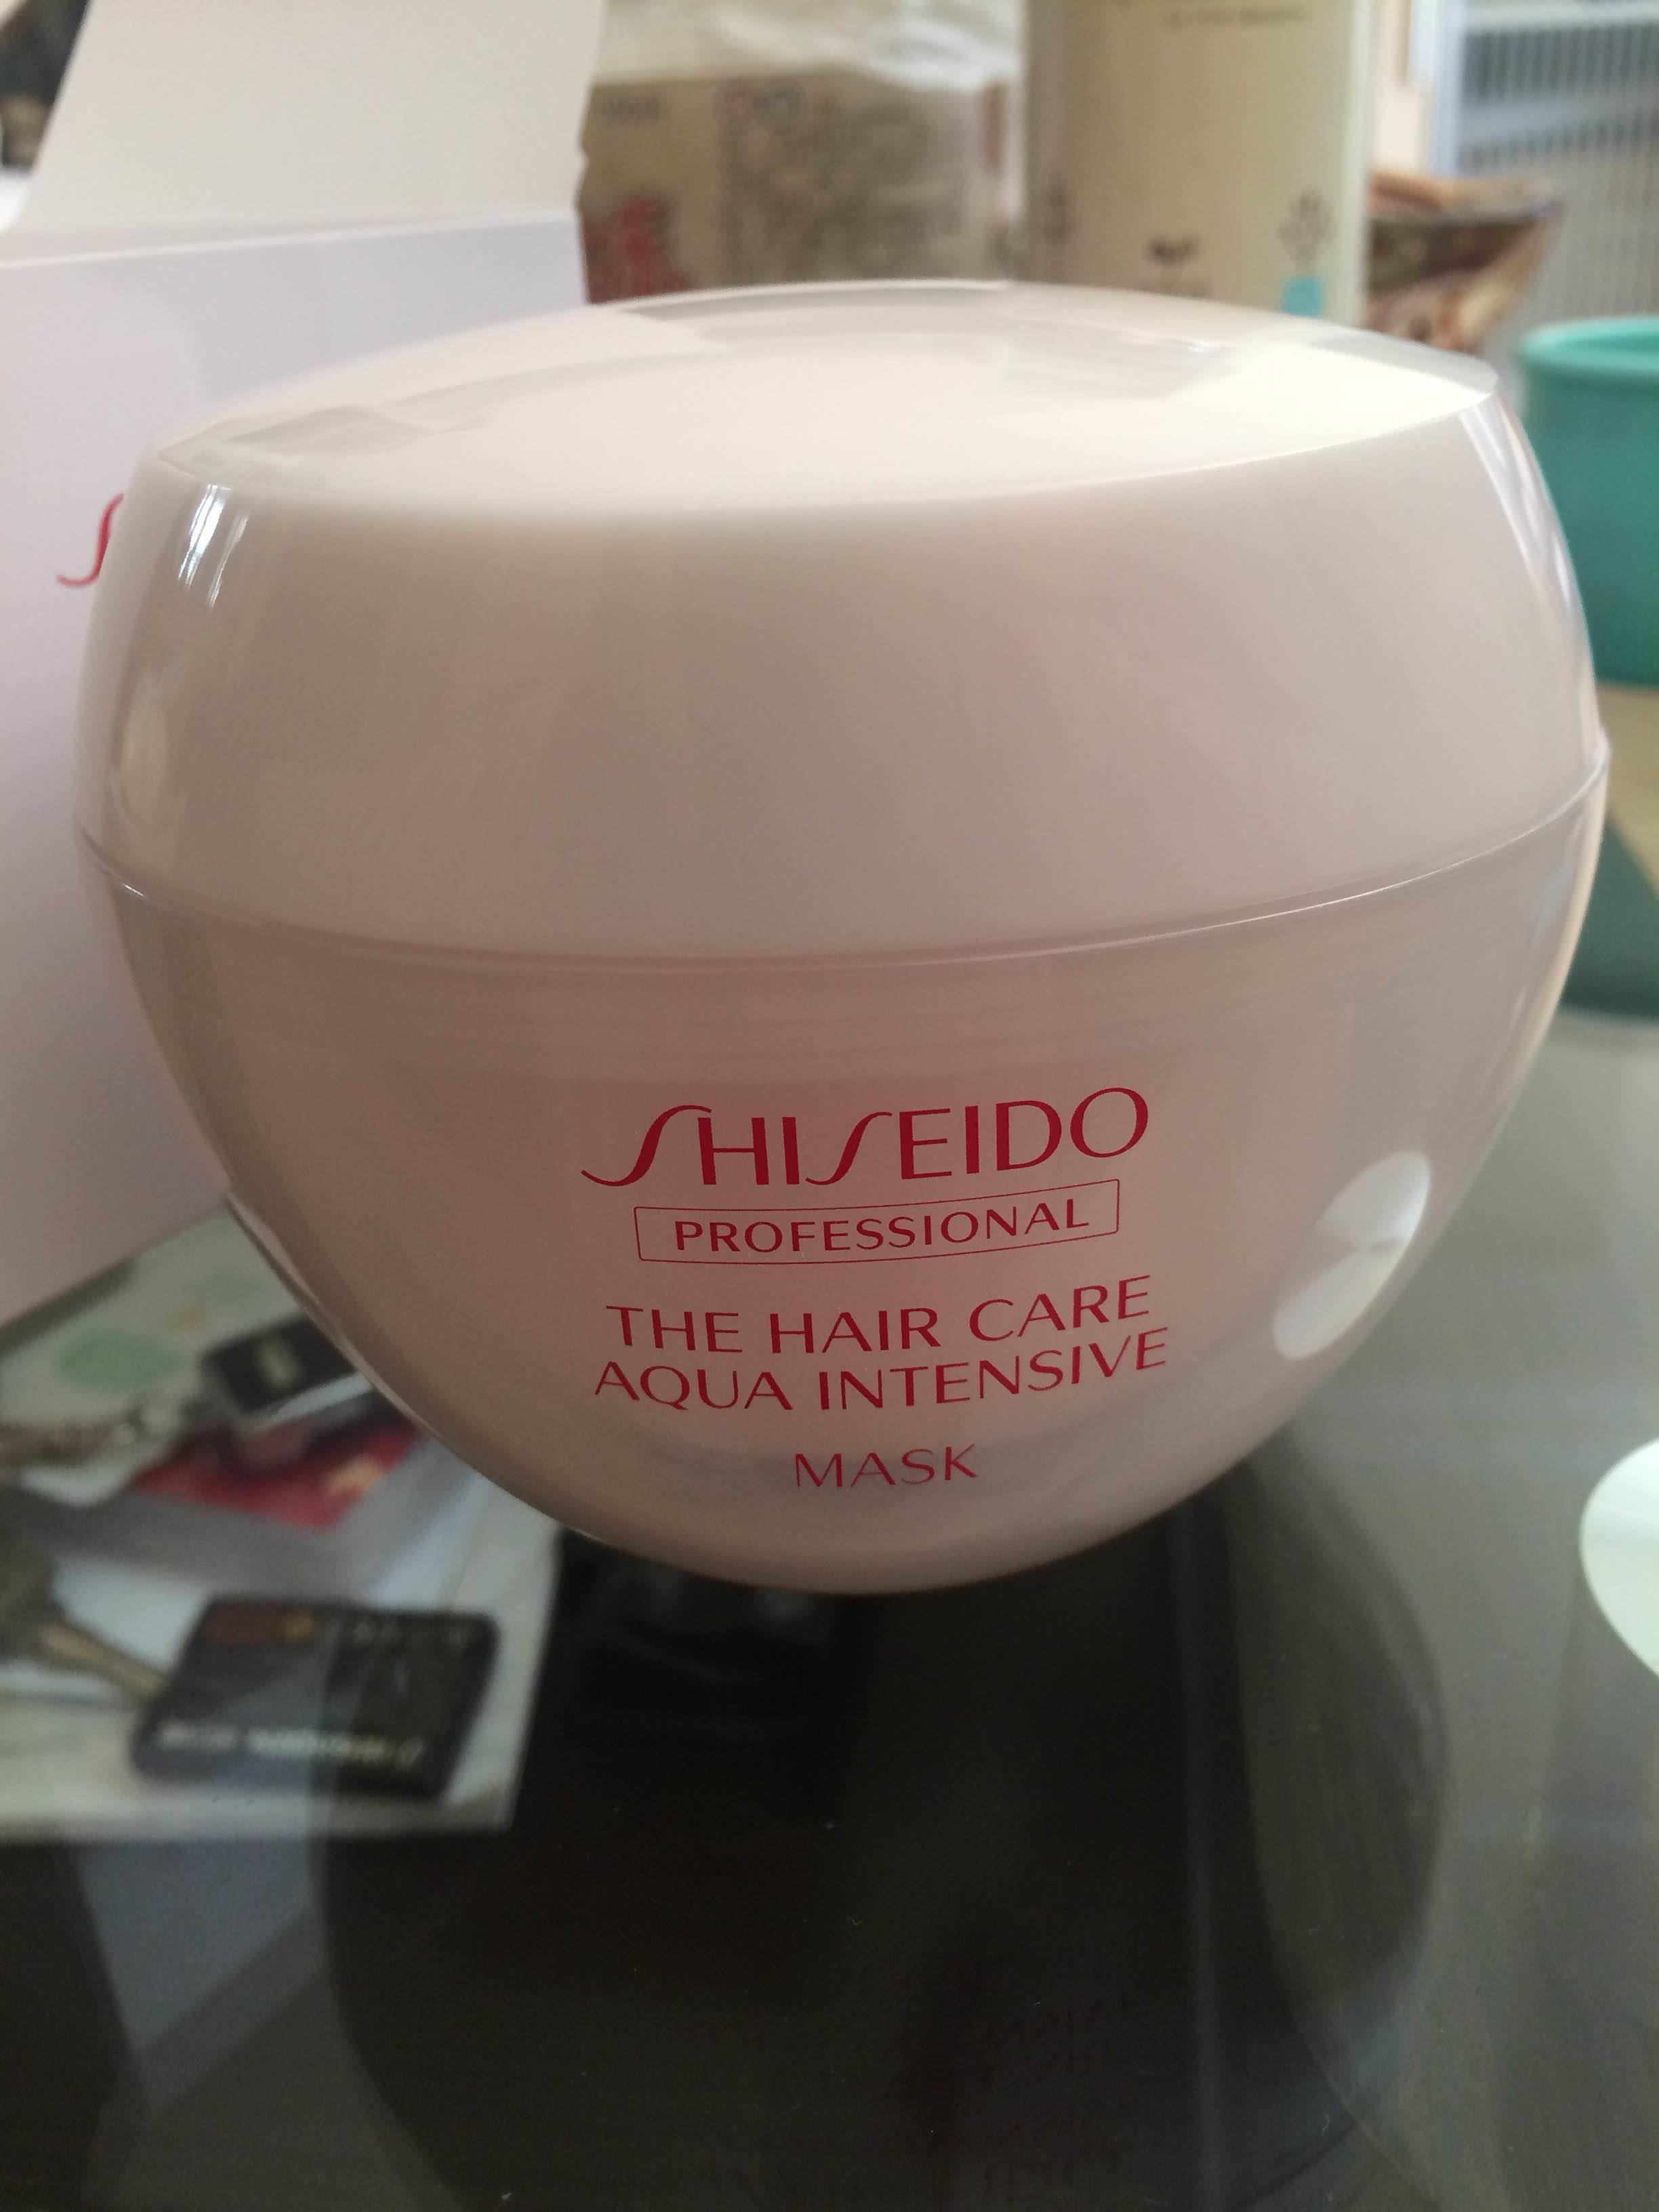 SHISEIDO
PROFESSIONAL
THE HAIR CARE
AQUA INTENSIVE
MASK